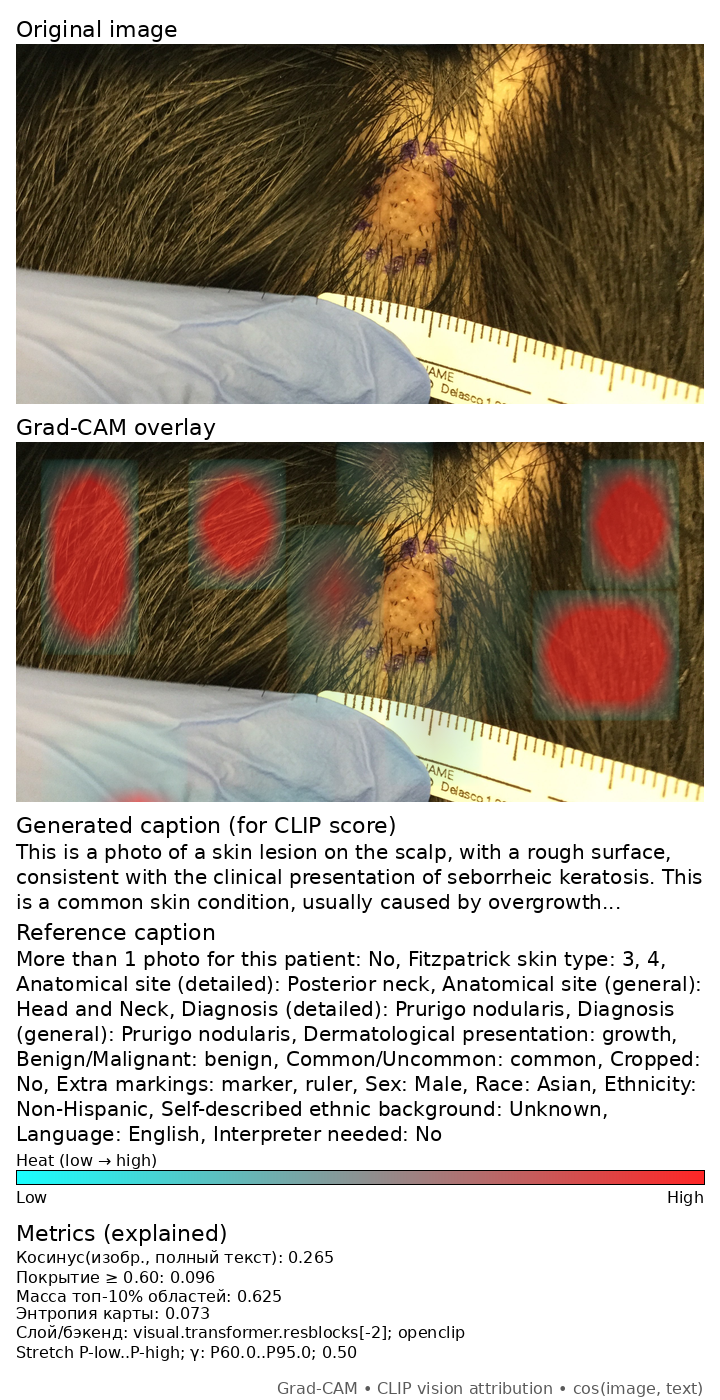 Original image
NAME
Delasco
Grad-CAM overlay
NAME
Delasco
Generated caption (for CLIP score)
This is a photo of a skin lesion on the scalp, with a rough surface,
consistent with the clinical presentation of seborrheic keratosis. This
is a common skin condition, usually caused by overgrowth...
Reference caption
More than 1 photo for this patient: No, Fitzpatrick skin type: 3, 4,
Anatomical site (detailed): Posterior neck, Anatomical site (general):
Head and Neck, Diagnosis (detailed): Prurigo nodularis, Diagnosis
(general): Prurigo nodularis, Dermatological presentation: growth,
Benign/Malignant: benign, Common/Uncommon: common, Cropped:
No, Extra markings: marker, ruler, Sex: Male, Race: Asian, Ethnicity:
Non-Hispanic, Self-described ethnic background: Unknown,
Language: English, Interpreter needed: No
Heat (low → high)
Low High
Metrics (explained)
Косинус(изобр., полный текст): 0.265
Покрытие ≥ 0.60: 0.096
Масса топ-10% областей: 0.625
Энтропия карты: 0.073
Слой/бэкенд: visual.transformer.resblocks[-2]; openclip
Stretch P-low..P-high; γ: P60.0..P95.0; 0.50
Grad-CAM • CLIP vision attribution • cos(image, text)